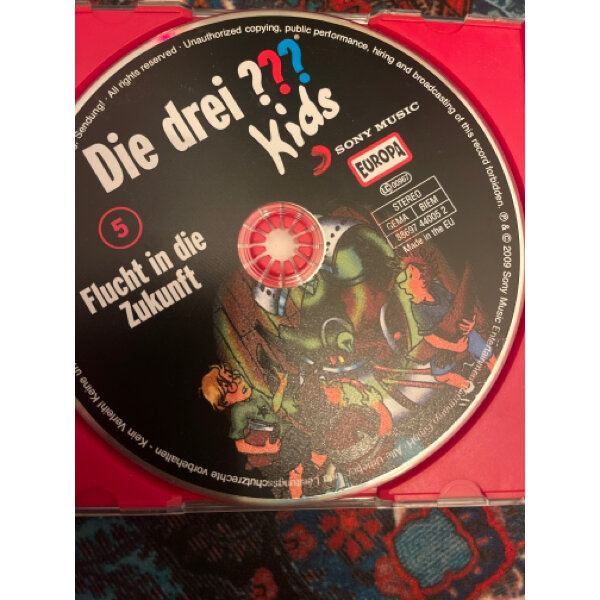 Die drei ???
Kids
SONY MUSIC
EUROPA
LC 00967
STEREO
GEMA BIEM
88697 44005 2
Made in the EU
5
Flucht in die
Zukunft
Sendung! · All rights reserved · Unauthorized copying, public performance, hiring and broadcasting of this record forbidden. ℗ & © 2009 Sony Music Entertainment
Leistungsschutzrechte vorbehalten · Kein Verleih! Keine